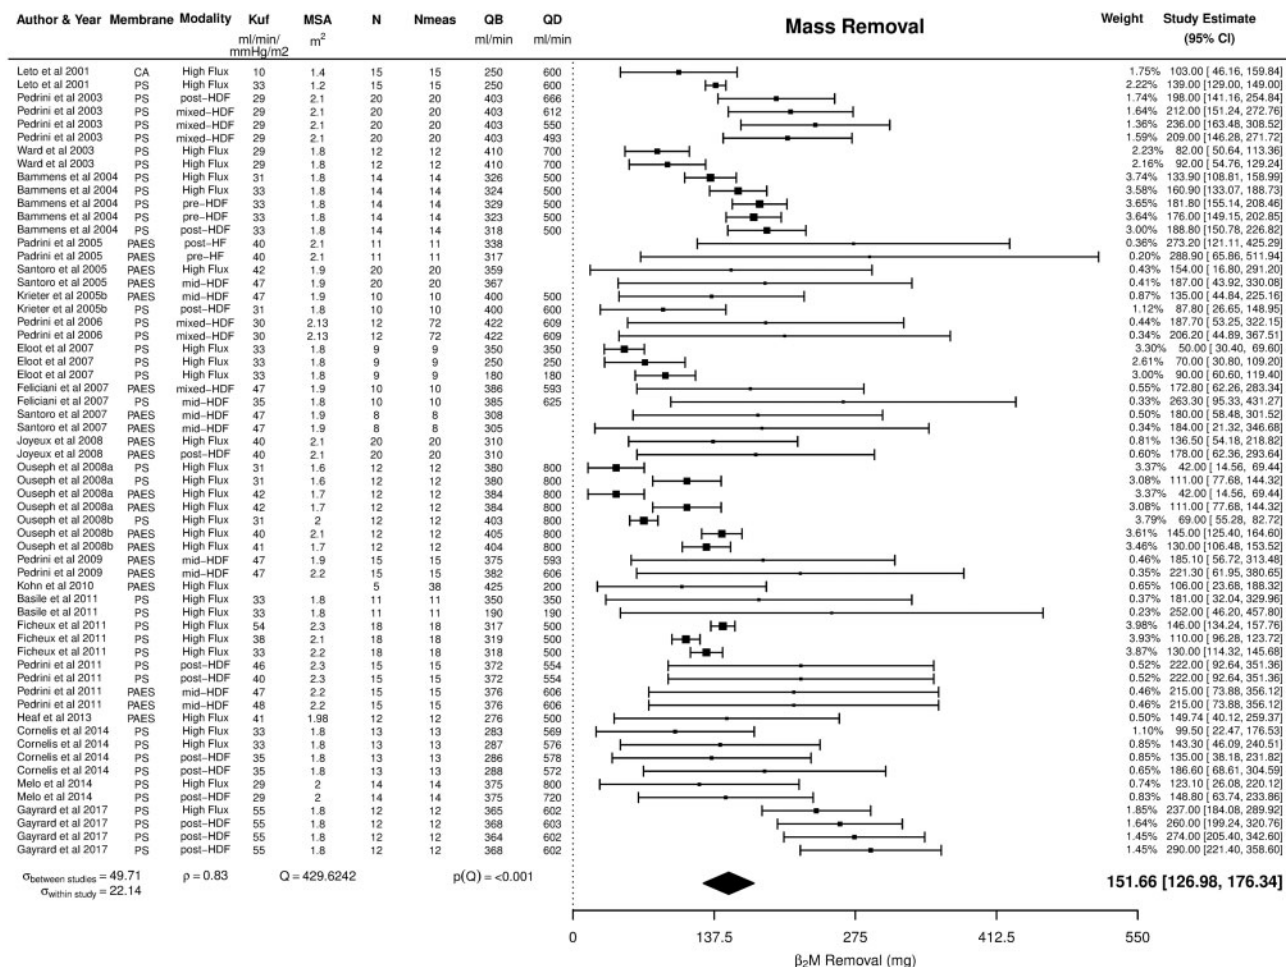 Author & Year Membrane Modality Kuf MSA N Nmeas QB QD Mass Removal Weight Study Estimate
ml/min/ m² ml/min ml/min (95% CI)
mmHg/m2
Leto et al 2001 CA High Flux 10 1.4 15 15 250 600 1.75% 103.00 [ 46.16, 159.84]
Leto et al 2001 PS High Flux 33 1.2 15 15 250 600 2.22% 139.00 [129.00, 149.00]
Pedrini et al 2003 PS post−HDF 29 2.1 20 20 403 666 1.74% 198.00 [141.16, 254.84]
Pedrini et al 2003 PS mixed−HDF 29 2.1 20 20 403 612 1.64% 212.00 [151.24, 272.76]
Pedrini et al 2003 PS mixed−HDF 29 2.1 20 20 403 550 1.36% 236.00 [163.48, 308.52]
Pedrini et al 2003 PS mixed−HDF 29 2.1 20 20 403 493 1.59% 209.00 [146.28, 271.72]
Ward et al 2003 PS High Flux 29 1.8 12 12 410 700 2.23% 82.00 [ 50.64, 113.36]
Ward et al 2003 PS High Flux 29 1.8 12 12 410 700 2.16% 92.00 [ 54.76, 129.24]
Bammens et al 2004 PS High Flux 31 1.8 14 14 326 500 3.74% 133.90 [108.81, 158.99]
Bammens et al 2004 PS High Flux 33 1.8 14 14 324 500 3.58% 160.90 [133.07, 188.73]
Bammens et al 2004 PS pre−HDF 33 1.8 14 14 329 500 3.65% 181.80 [155.14, 208.46]
Bammens et al 2004 PS pre−HDF 33 1.8 14 14 323 500 3.64% 176.00 [149.15, 202.85]
Bammens et al 2004 PS post−HDF 33 1.8 14 14 318 500 3.00% 188.80 [150.78, 226.82]
Padrini et al 2005 PAES post−HF 40 2.1 11 11 338 0.36% 273.20 [121.11, 425.29]
Padrini et al 2005 PAES pre−HF 40 2.1 11 11 317 0.20% 288.90 [ 65.86, 511.94]
Santoro et al 2005 PAES High Flux 42 1.9 20 20 359 0.43% 154.00 [ 16.80, 291.20]
Santoro et al 2005 PAES mid−HDF 47 1.9 20 20 367 0.41% 187.00 [ 43.92, 330.08]
Krieter et al 2005b PAES mid−HDF 47 1.9 10 10 400 500 0.87% 135.00 [ 44.84, 225.16]
Krieter et al 2005b PS post−HDF 31 1.8 10 10 400 600 1.12% 87.80 [ 26.65, 148.95]
Pedrini et al 2006 PS mixed−HDF 30 2.13 12 72 422 609 0.44% 187.70 [ 53.25, 322.15]
Pedrini et al 2006 PS mixed−HDF 30 2.13 12 72 422 609 0.34% 206.20 [ 44.89, 367.51]
Eloot et al 2007 PS High Flux 33 1.8 9 9 350 350 3.30% 50.00 [ 30.40, 69.60]
Eloot et al 2007 PS High Flux 33 1.8 9 9 250 250 2.61% 70.00 [ 30.80, 109.20]
Eloot et al 2007 PS High Flux 33 1.8 9 9 180 180 3.00% 90.00 [ 60.60, 119.40]
Feliciani et al 2007 PAES mixed−HDF 47 1.9 10 10 386 593 0.55% 172.80 [ 62.26, 283.34]
Feliciani et al 2007 PS mid−HDF 35 1.8 10 10 385 625 0.33% 263.30 [ 95.33, 431.27]
Santoro et al 2007 PAES mid−HDF 47 1.9 8 8 308 0.50% 180.00 [ 58.48, 301.52]
Santoro et al 2007 PAES mid−HDF 47 1.9 8 8 305 0.34% 184.00 [ 21.32, 346.68]
Joyeux et al 2008 PAES High Flux 40 2.1 20 20 310 0.81% 136.50 [ 54.18, 218.82]
Joyeux et al 2008 PAES post−HDF 40 2.1 20 20 310 0.60% 178.00 [ 62.36, 293.64]
Ouseph et al 2008a PS High Flux 31 1.6 12 12 380 800 3.37% 42.00 [ 14.56, 69.44]
Ouseph et al 2008a PS High Flux 31 1.6 12 12 380 800 3.08% 111.00 [ 77.68, 144.32]
Ouseph et al 2008a PAES High Flux 42 1.7 12 12 384 800 3.37% 42.00 [ 14.56, 69.44]
Ouseph et al 2008a PAES High Flux 42 1.7 12 12 384 800 3.08% 111.00 [ 77.68, 144.32]
Ouseph et al 2008b PS High Flux 31 2 12 12 403 800 3.79% 69.00 [ 55.28, 82.72]
Ouseph et al 2008b PAES High Flux 40 2.1 12 12 405 800 3.61% 145.00 [125.40, 164.60]
Ouseph et al 2008b PAES High Flux 41 1.7 12 12 404 800 3.46% 130.00 [106.48, 153.52]
Pedrini et al 2009 PAES mid−HDF 47 1.9 15 15 375 593 0.46% 185.10 [ 56.72, 313.48]
Pedrini et al 2009 PAES mid−HDF 47 2.2 15 15 382 606 0.35% 221.30 [ 61.95, 380.65]
Kohn et al 2010 PAES High Flux 5 38 425 200 0.65% 106.00 [ 23.68, 188.32]
Basile et al 2011 PS High Flux 33 1.8 11 11 350 350 0.37% 181.00 [ 32.04, 329.96]
Basile et al 2011 PS High Flux 33 1.8 11 11 190 190 0.23% 252.00 [ 46.20, 457.80]
Ficheux et al 2011 PS High Flux 54 2.3 18 18 317 500 3.98% 146.00 [134.24, 157.76]
Ficheux et al 2011 PS High Flux 38 2.1 18 18 319 500 3.93% 110.00 [ 96.28, 123.72]
Ficheux et al 2011 PS High Flux 33 2.2 18 18 318 500 3.87% 130.00 [114.32, 145.68]
Pedrini et al 2011 PS post−HDF 46 2.3 15 15 372 554 0.52% 222.00 [ 92.64, 351.36]
Pedrini et al 2011 PS post−HDF 40 2.3 15 15 372 554 0.52% 222.00 [ 92.64, 351.36]
Pedrini et al 2011 PAES mid−HDF 47 2.2 15 15 376 606 0.46% 215.00 [ 73.88, 356.12]
Pedrini et al 2011 PAES mid−HDF 48 2.2 15 15 376 606 0.46% 215.00 [ 73.88, 356.12]
Heaf et al 2013 PAES High Flux 41 1.98 12 12 276 500 0.50% 149.74 [ 40.12, 259.37]
Cornelis et al 2014 PS High Flux 33 1.8 13 13 283 569 1.10% 99.50 [ 22.47, 176.53]
Cornelis et al 2014 PS High Flux 33 1.8 13 13 287 576 0.85% 143.30 [ 46.09, 240.51]
Cornelis et al 2014 PS post−HDF 35 1.8 13 13 286 578 0.85% 135.00 [ 38.18, 231.82]
Cornelis et al 2014 PS post−HDF 35 1.8 13 13 288 572 0.65% 186.60 [ 68.61, 304.59]
Melo et al 2014 PS High Flux 29 2 14 14 375 800 0.74% 123.10 [ 26.08, 220.12]
Melo et al 2014 PS post−HDF 29 2 14 14 375 720 0.83% 148.80 [ 63.74, 233.86]
Gayrard et al 2017 PS High Flux 55 1.8 12 12 365 602 1.85% 237.00 [184.08, 289.92]
Gayrard et al 2017 PS post−HDF 55 1.8 12 12 368 603 1.64% 260.00 [199.24, 320.76]
Gayrard et al 2017 PS post−HDF 55 1.8 12 12 364 602 1.45% 274.00 [205.40, 342.60]
Gayrard et al 2017 PS post−HDF 55 1.8 12 12 368 602 1.45% 290.00 [221.40, 358.60]
σbetween studies = 49.71 ρ = 0.83 Q = 429.6242 p(Q) = <0.001
σwithin study = 22.14 151.66 [126.98, 176.34]
0 137.5 275 412.5 550
β₂M Removal (mg)